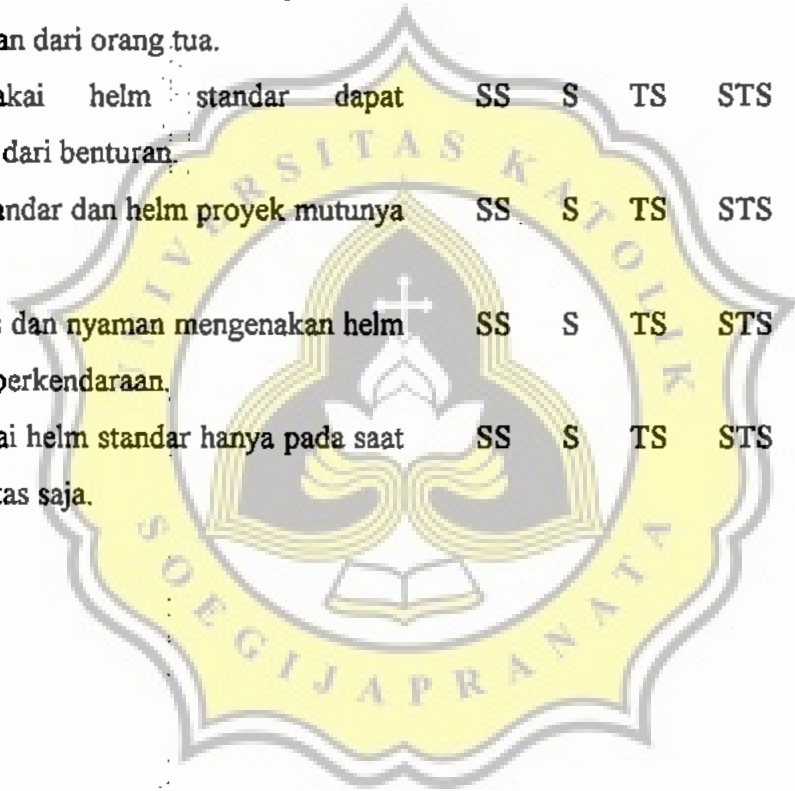 an dari orang tua.
akai helm standar dapat SS S TS STS
dari benturan.
andar dan helm proyek mutunya SS S TS STS
dan nyaman mengenakan helm SS S TS STS
perkendaraan.
ai helm standar hanya pada saat SS S TS STS
tas saja.
UNIVERSITAS KATOLIK
SOEGIJAPRANATA